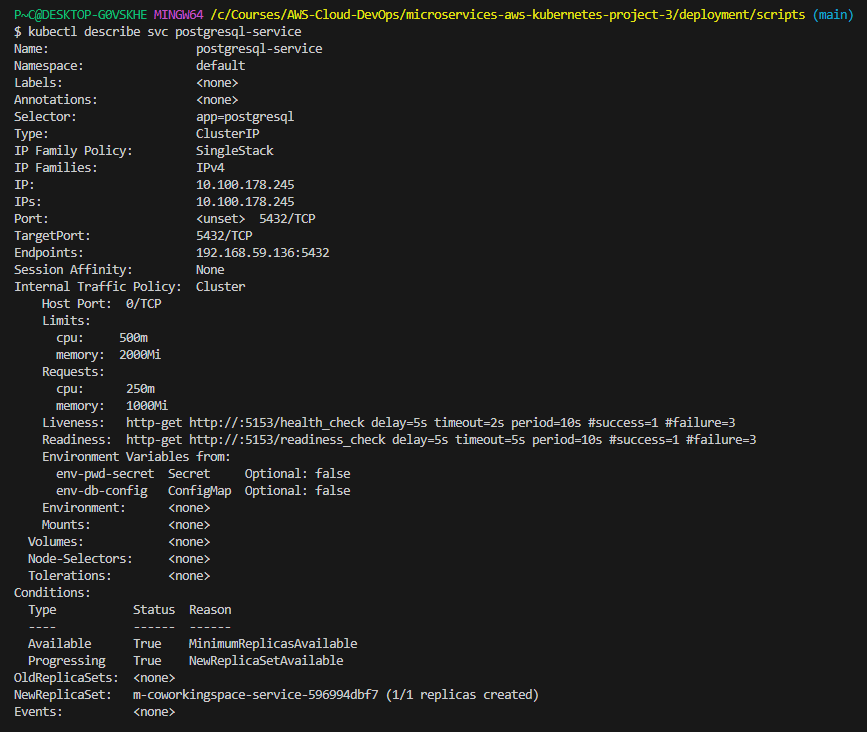 P~C@DESKTOP-G0VSKHE MINGW64 /c/Courses/AWS-Cloud-DevOps/microservices-aws-kubernetes-project-3/deployment/scripts (main)
$ kubectl describe svc postgresql-service
Name:                     postgresql-service
Namespace:                default
Labels:                   <none>
Annotations:              <none>
Selector:                 app=postgresql
Type:                     ClusterIP
IP Family Policy:         SingleStack
IP Families:              IPv4
IP:                       10.100.178.245
IPs:                      10.100.178.245
Port:                     <unset>  5432/TCP
TargetPort:               5432/TCP
Endpoints:                192.168.59.136:5432
Session Affinity:         None
Internal Traffic Policy:  Cluster
    Host Port:  0/TCP
    Limits:
      cpu:     500m
      memory:  2000Mi
    Requests:
      cpu:      250m
      memory:   1000Mi
    Liveness:   http-get http://:5153/health_check delay=5s timeout=2s period=10s #success=1 #failure=3
    Readiness:  http-get http://:5153/readiness_check delay=5s timeout=5s period=10s #success=1 #failure=3
    Environment Variables from:
      env-pwd-secret  Secret     Optional: false
      env-db-config   ConfigMap  Optional: false
    Environment:      <none>
    Mounts:           <none>
  Volumes:            <none>
  Node-Selectors:     <none>
  Tolerations:        <none>
Conditions:
  Type           Status  Reason
  ----           ------  ------
  Available      True    MinimumReplicasAvailable
  Progressing    True    NewReplicaSetAvailable
OldReplicaSets:  <none>
NewReplicaSet:   m-coworkingspace-service-596994dbf7 (1/1 replicas created)
Events:          <none>